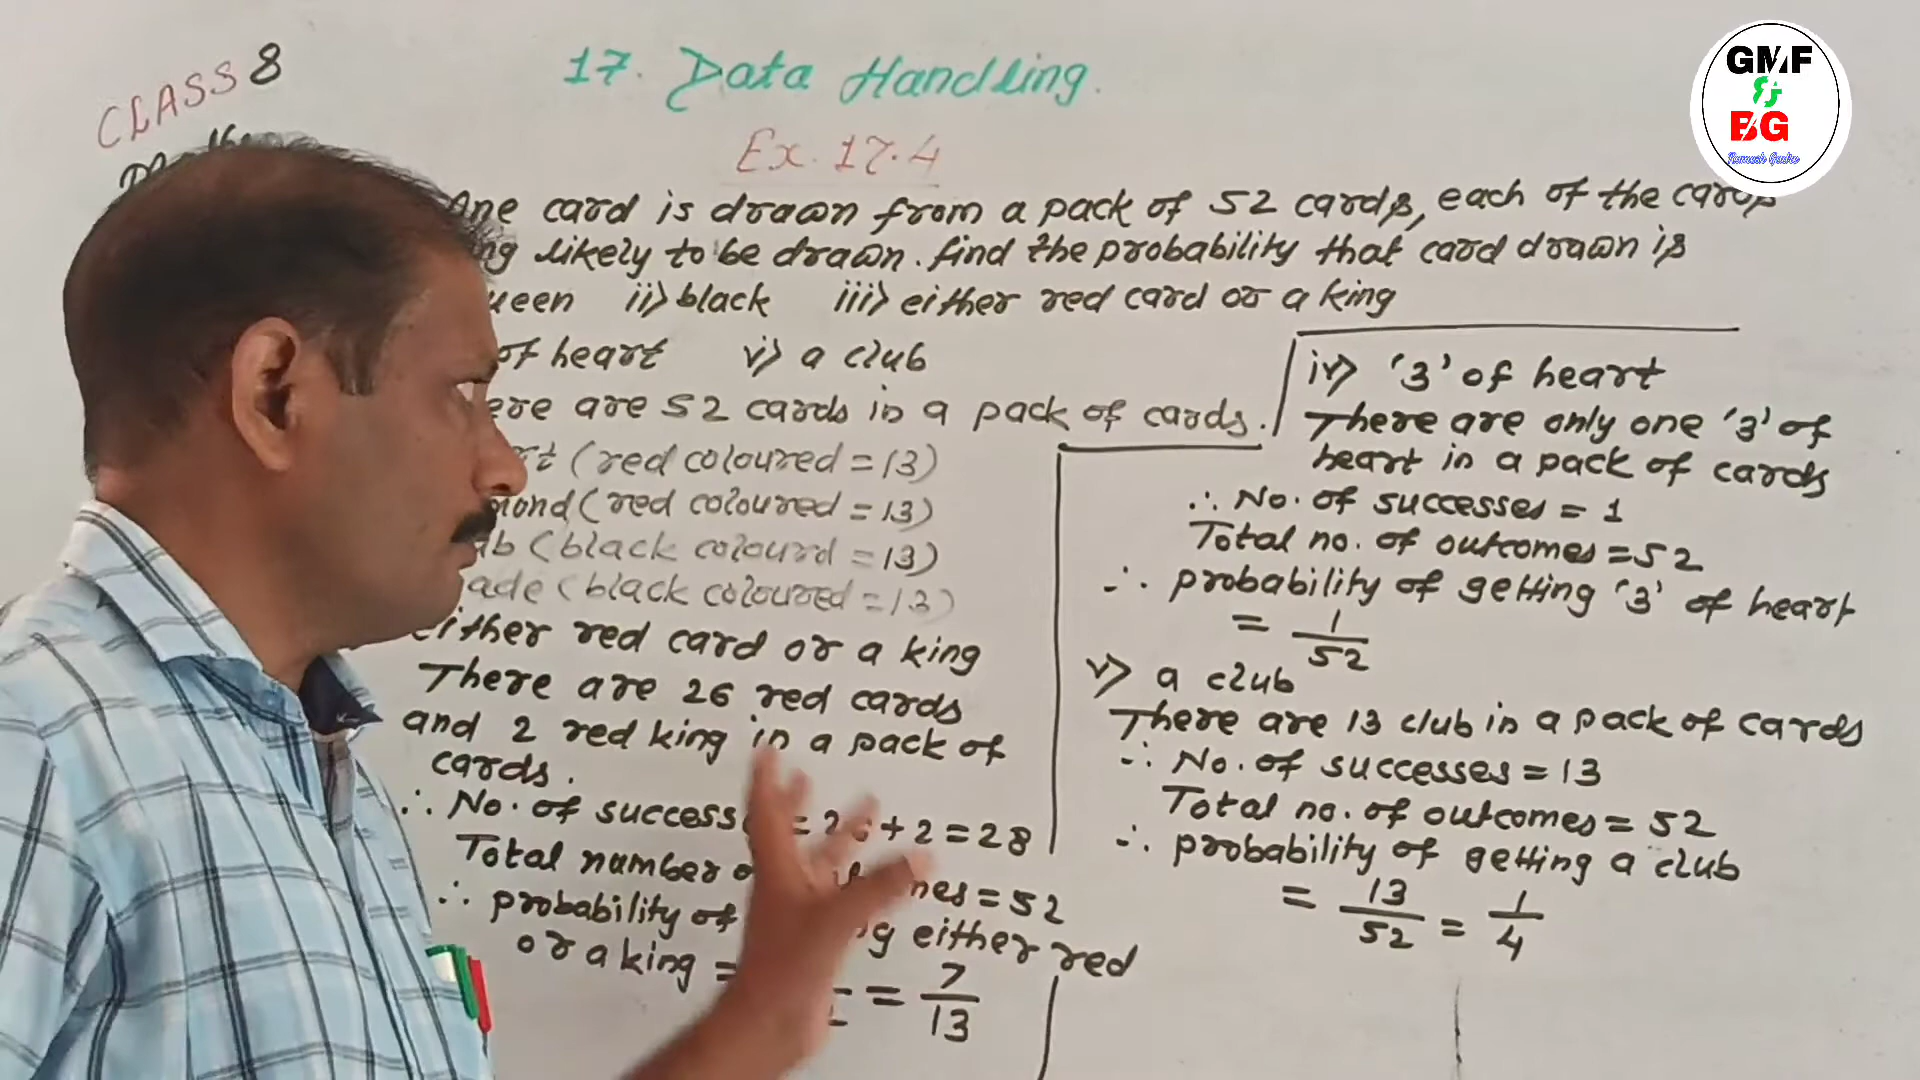 CLASS 8
17. Data Handling.
Ex. 17.4
GMF
&
BG
One card is drawn from a pack of 52 cards, each of the cards
likely to be drawn. find the probability that card drawn is
ii) black iii) either red card or a king
of heart v) a club
are 52 cards in a pack of cards.
(red coloured = 13)
(red coloured = 13)
(black colourd = 13)
(black coloured = 13)
either red card or a king
There are 26 red cards
and 2 red king in a pack of
cards.
∴ No. of success = 26+2=28
Total number = 52
∴ probability of either red
or a king = = 7/13
iv) '3' of heart
There are only one '3' of
heart in a pack of cards
∴ No. of successes = 1
Total no. of outcomes = 52
∴ probability of getting '3' of heart
= 1/52
v) a club
There are 13 club in a pack of cards
∴ No. of successes = 13
Total no. of outcomes = 52
∴ probability of getting a club
= 13/52 = 1/4